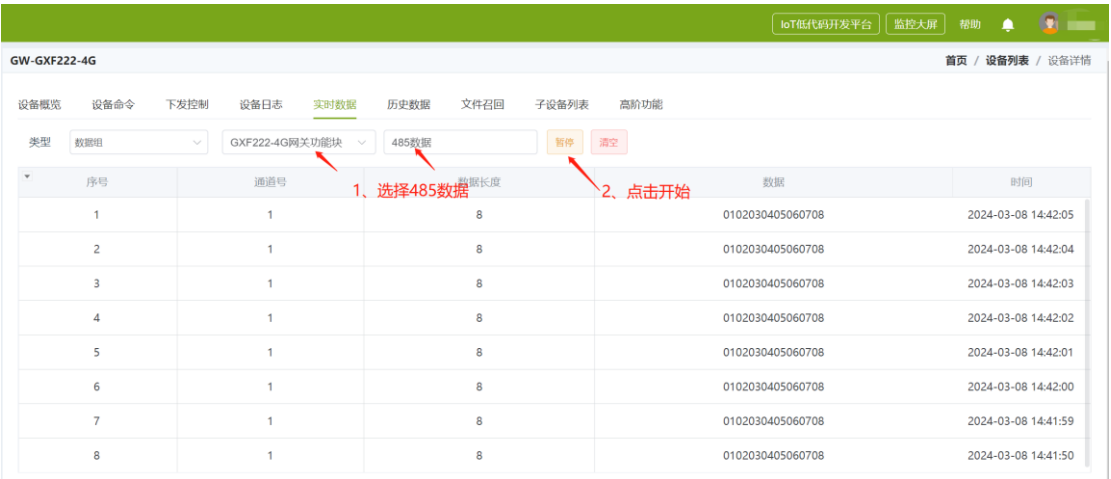 IoT低代码开发平台 监控大屏 帮助
GW-GXF222-4G 首页 / 设备列表 / 设备详情
设备概览 设备命令 下发控制 设备日志 实时数据 历史数据 文件召回 子设备列表 高阶功能
类型 数据组 GXF222-4G网关功能块 485数据 暂停 清空
1、选择485数据 2、点击开始
序号 通道号 数据长度 数据 时间
1 1 8 0102030405060708 2024-03-08 14:42:05
2 1 8 0102030405060708 2024-03-08 14:42:04
3 1 8 0102030405060708 2024-03-08 14:42:03
4 1 8 0102030405060708 2024-03-08 14:42:02
5 1 8 0102030405060708 2024-03-08 14:42:01
6 1 8 0102030405060708 2024-03-08 14:42:00
7 1 8 0102030405060708 2024-03-08 14:41:59
8 1 8 0102030405060708 2024-03-08 14:41:50